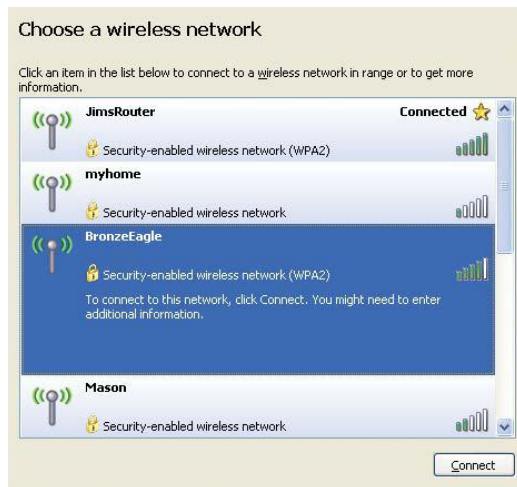 Choose a wireless network
Click an item in the list below to connect to a wireless network in range or to get more
information.
JimsRouter Connected
Security-enabled wireless network (WPA2)
myhome
Security-enabled wireless network
BronzeEagle
Security-enabled wireless network (WPA2)
To connect to this network, click Connect. You might need to enter
additional information.
Mason
Security-enabled wireless network
Connect